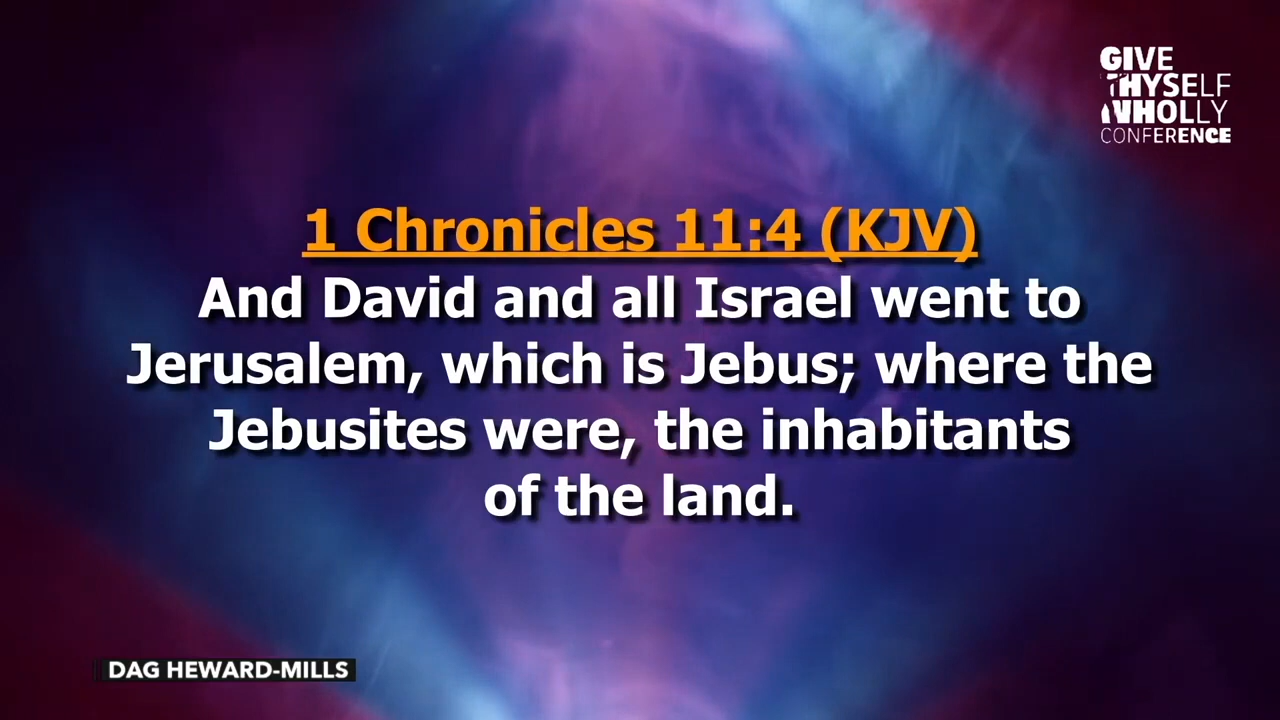 GIVE
THYSELF
WHOLLY
CONFERENCE
1 Chronicles 11:4 (KJV)
And David and all Israel went to
Jerusalem, which is Jebus; where the
Jebusites were, the inhabitants
of the land.
DAG HEWARD-MILLS